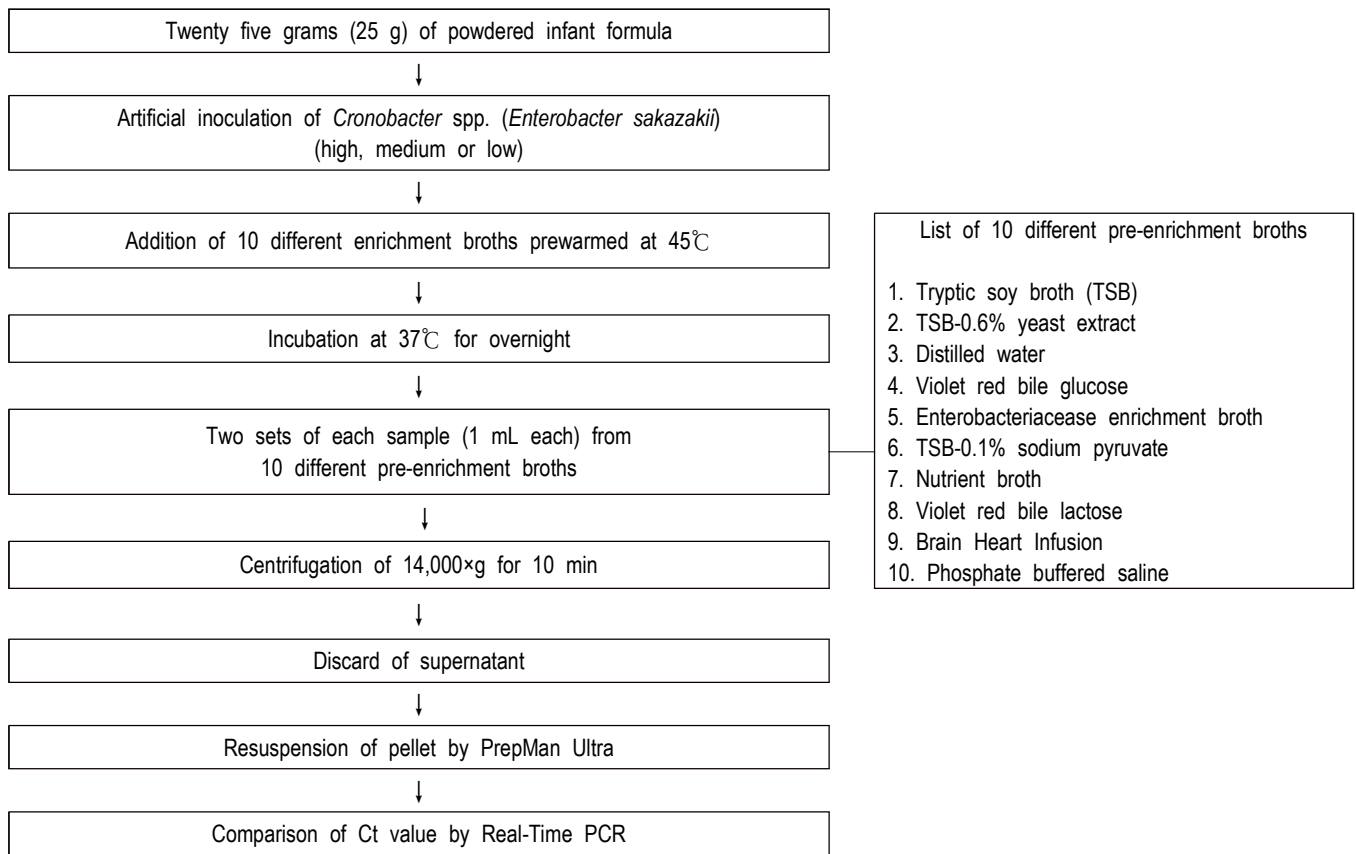 Twenty five grams (25 g) of powdered infant formula
↓
Artificial inoculation of Cronobacter spp. (Enterobacter sakazakii)
(high, medium or low)
↓
Addition of 10 different enrichment broths prewarmed at 45℃
↓
Incubation at 37℃ for overnight
↓
Two sets of each sample (1 mL each) from
10 different pre-enrichment broths
↓
Centrifugation of 14,000×g for 10 min
↓
Discard of supernatant
↓
Resuspension of pellet by PrepMan Ultra
↓
Comparison of Ct value by Real-Time PCR
List of 10 different pre-enrichment broths
1. Tryptic soy broth (TSB)
2. TSB-0.6% yeast extract
3. Distilled water
4. Violet red bile glucose
5. Enterobacteriacease enrichment broth
6. TSB-0.1% sodium pyruvate
7. Nutrient broth
8. Violet red bile lactose
9. Brain Heart Infusion
10. Phosphate buffered saline